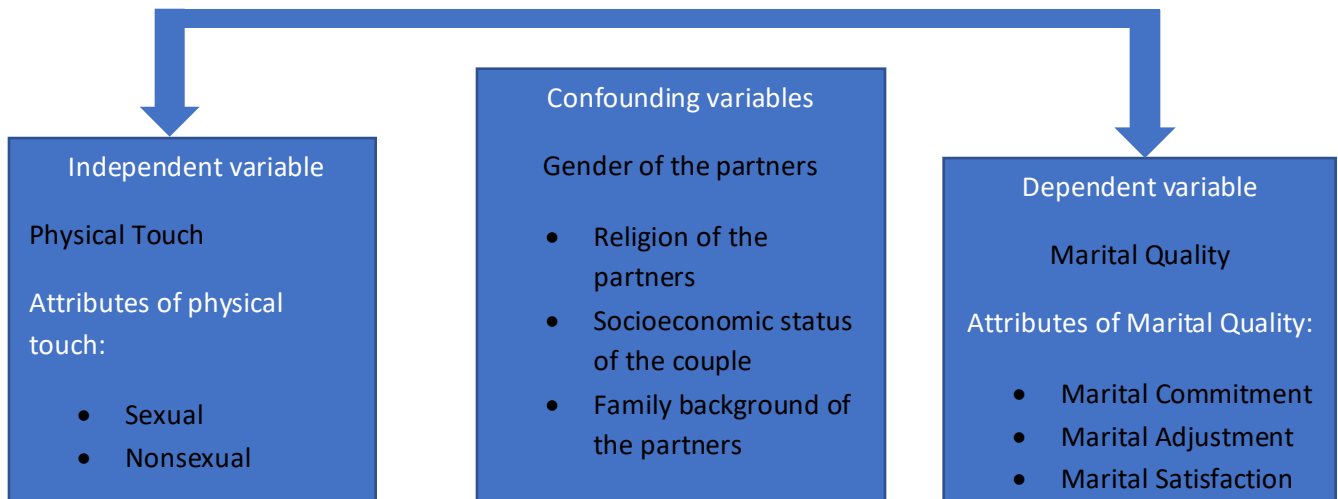 Independent variable
Physical Touch
Attributes of physical
touch:
• Sexual
• Nonsexual
Confounding variables
Gender of the partners
• Religion of the
partners
• Socioeconomic status
of the couple
• Family background of
the partners
Dependent variable
Marital Quality
Attributes of Marital Quality:
• Marital Commitment
• Marital Adjustment
• Marital Satisfaction